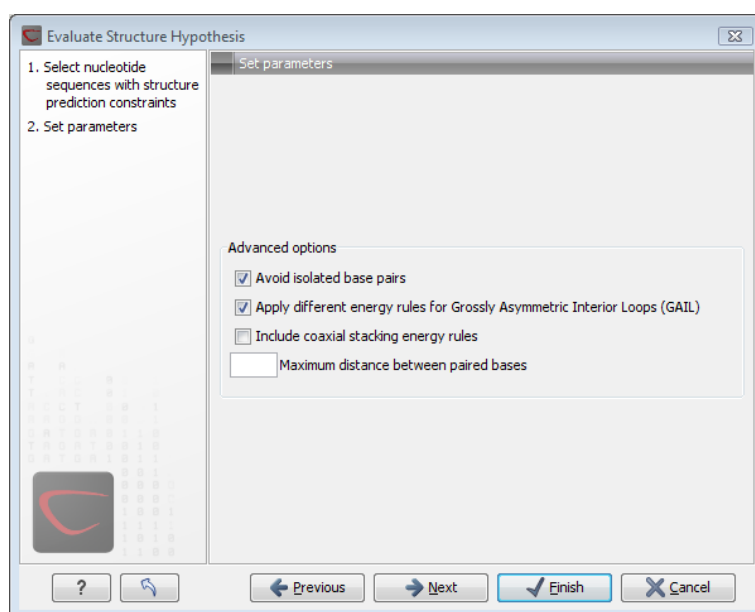 Evaluate Structure Hypothesis
1. Select nucleotide
sequences with structure
prediction constraints
2. Set parameters
Set parameters
Advanced options
Avoid isolated base pairs
Apply different energy rules for Grossly Asymmetric Interior Loops (GAIL)
Include coaxial stacking energy rules
Maximum distance between paired bases
?
Previous
Next
Finish
Cancel